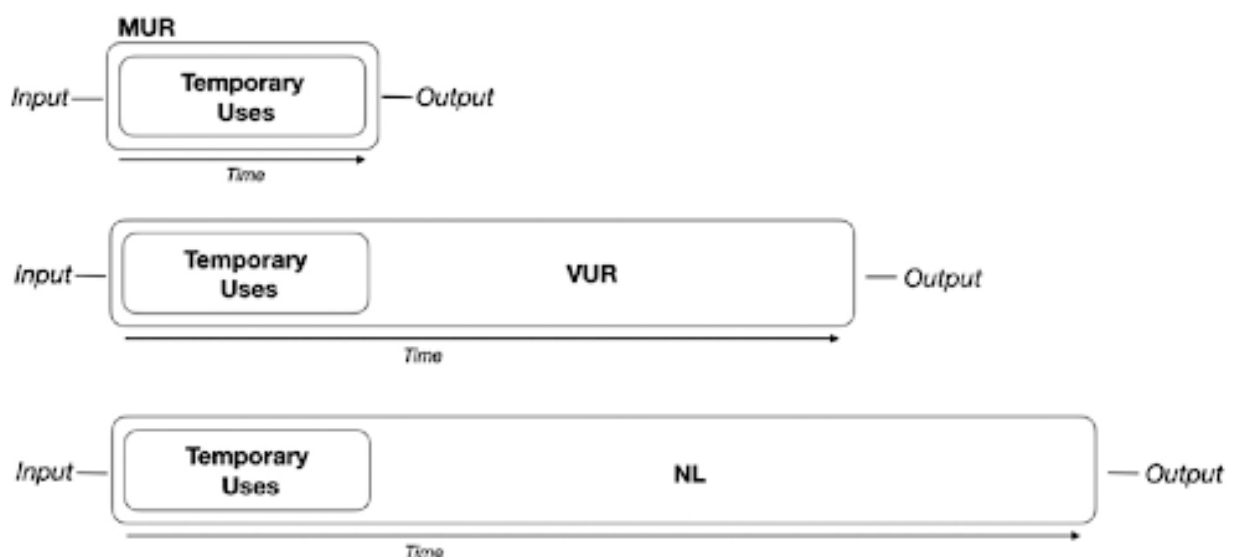 MUR
Input
Temporary
Uses
Output
Time
Input
Temporary
Uses
VUR
Output
Time
Input
Temporary
Uses
NL
Output
Time